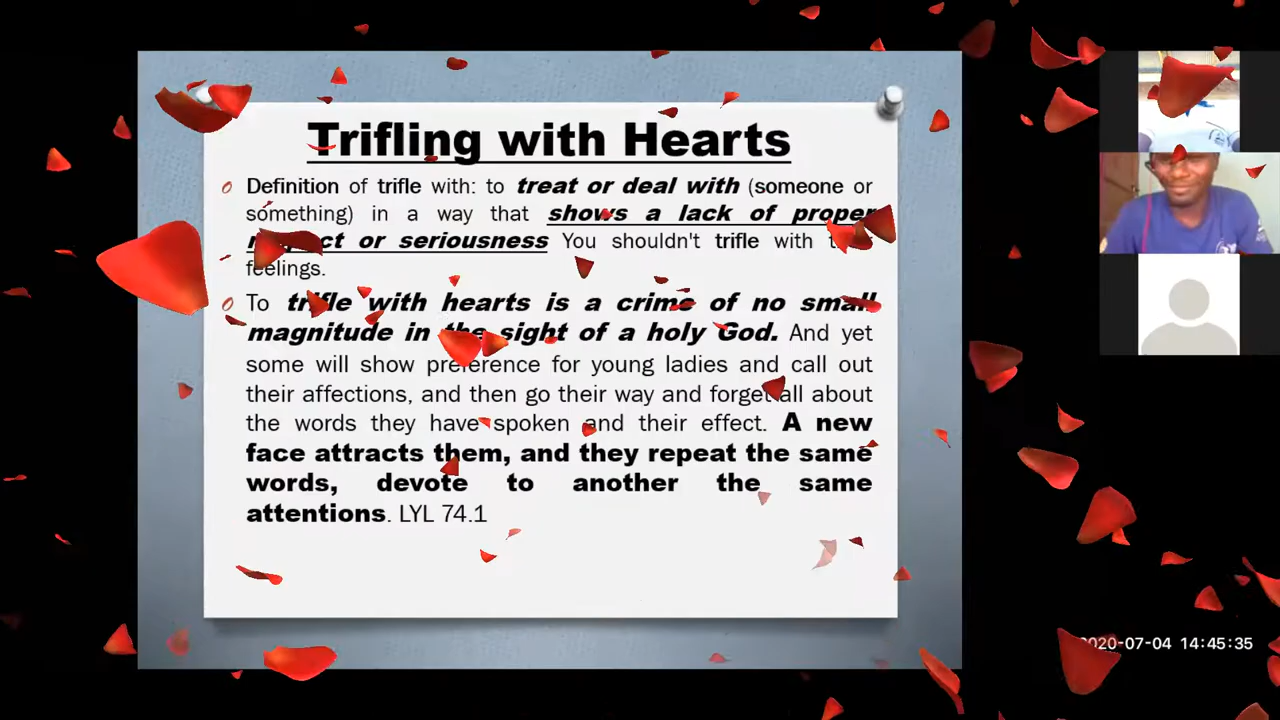 Trifling with Hearts
Definition of trifle with: to treat or deal with (someone or
something) in a way that shows a lack of proper
respect or seriousness You shouldn't trifle with
feelings.
To trifle with hearts is a crime of no small
magnitude in the sight of a holy God. And yet
some will show preference for young ladies and call out
their affections, and then go their way and forget all about
the words they have spoken and their effect. A new
face attracts them, and they repeat the same
words, devote to another the same
attentions. LYL 74.1
2020-07-04 14:45:35